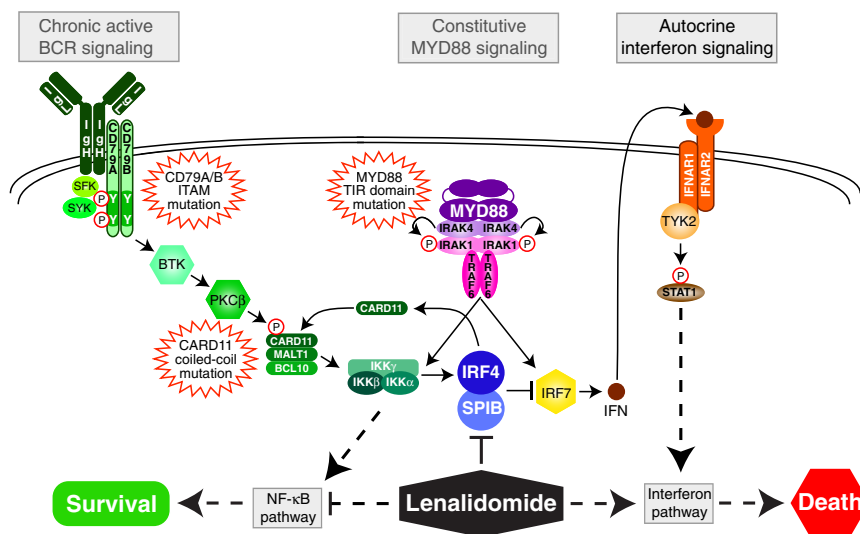 Chronic active
BCR signaling
Constitutive
MYD88 signaling
Autocrine
interferon signaling
IgL
IgH
IgH
IgL
CD79A
CD79B
SFK
SYK
P
P
Y
Y
Y
Y
CD79A/B
ITAM
mutation
MYD88
TIR domain
mutation
MYD88
IRAK4 IRAK4
P
IRAK1 IRAK1
P
TRAF6
TRAF6
IFNAR1
IFNAR2
TYK2
P
STAT1
BTK
PKCβ
CARD11
coiled-coil
mutation
P
CARD11
MALT1
BCL10
CARD11
IKKγ
IKKβ IKKα
IRF4
SPIB
IRF7
IFN
Survival
NF-κB
pathway
Lenalidomide
Interferon
pathway
Death